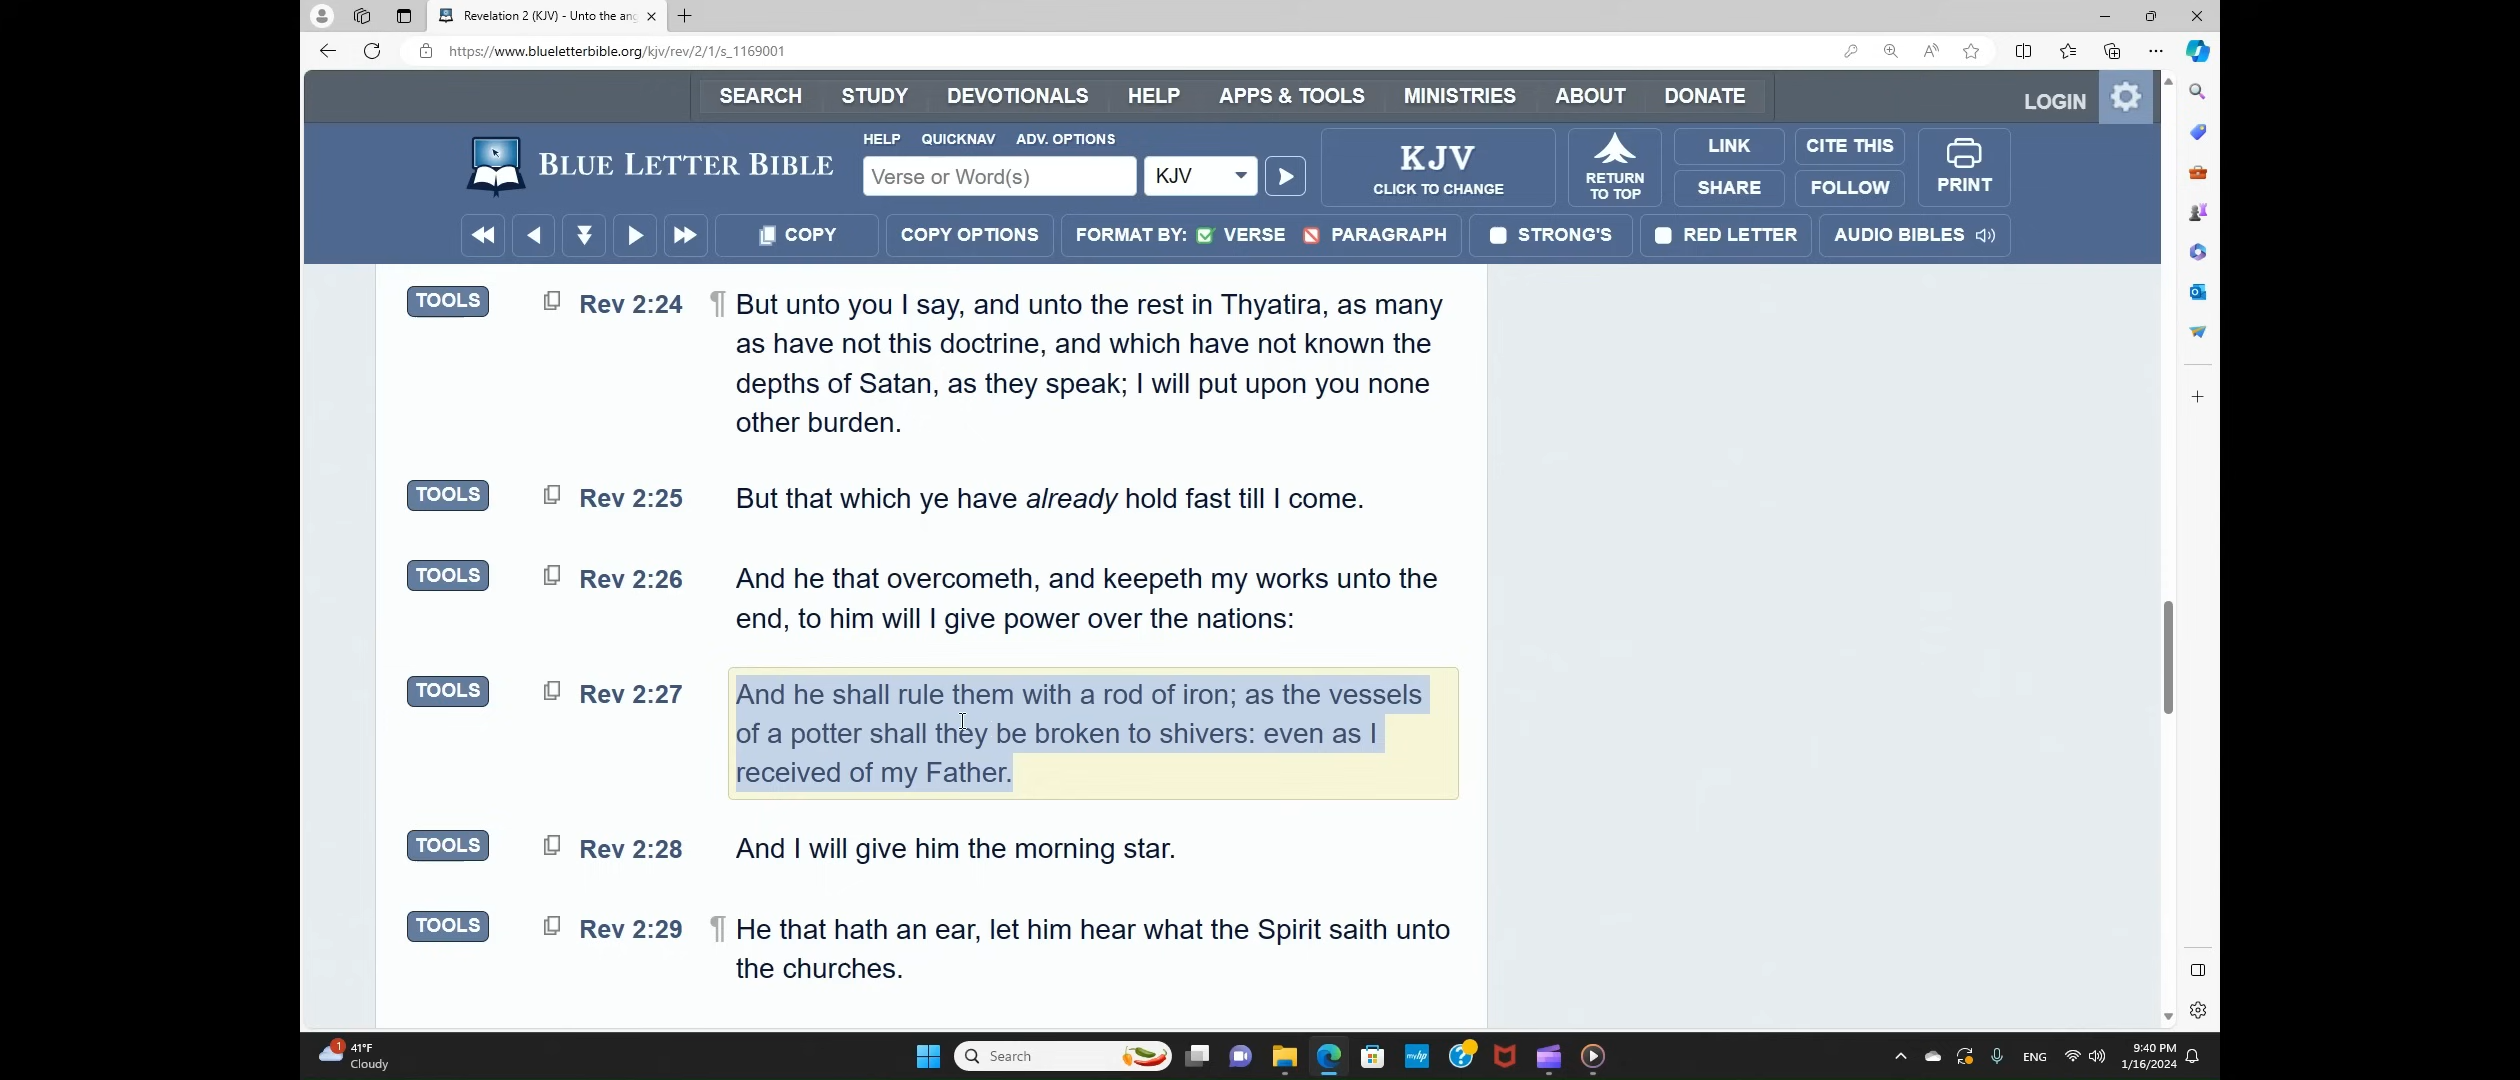 Revelation 2 (KJV) - Unto the ang
https://www.blueletterbible.org/kjv/rev/2/1/s_1169001
SEARCH STUDY DEVOTIONALS HELP APPS & TOOLS MINISTRIES ABOUT DONATE LOGIN
BLUE LETTER BIBLE
HELP QUICKNAV ADV. OPTIONS
Verse or Word(s) KJV
KJV
CLICK TO CHANGE
RETURN
TO TOP
LINK CITE THIS
SHARE FOLLOW
PRINT
COPY COPY OPTIONS FORMAT BY: VERSE PARAGRAPH STRONG'S RED LETTER AUDIO BIBLES
TOOLS Rev 2:24 ¶ But unto you I say, and unto the rest in Thyatira, as many
as have not this doctrine, and which have not known the
depths of Satan, as they speak; I will put upon you none
other burden.
TOOLS Rev 2:25 But that which ye have already hold fast till I come.
TOOLS Rev 2:26 And he that overcometh, and keepeth my works unto the
end, to him will I give power over the nations:
TOOLS Rev 2:27 And he shall rule them with a rod of iron; as the vessels
of a potter shall they be broken to shivers: even as I
received of my Father.
TOOLS Rev 2:28 And I will give him the morning star.
TOOLS Rev 2:29 ¶ He that hath an ear, let him hear what the Spirit saith unto
the churches.
1
41°F
Cloudy
Search
myhp
ENG
9:40 PM
1/16/2024